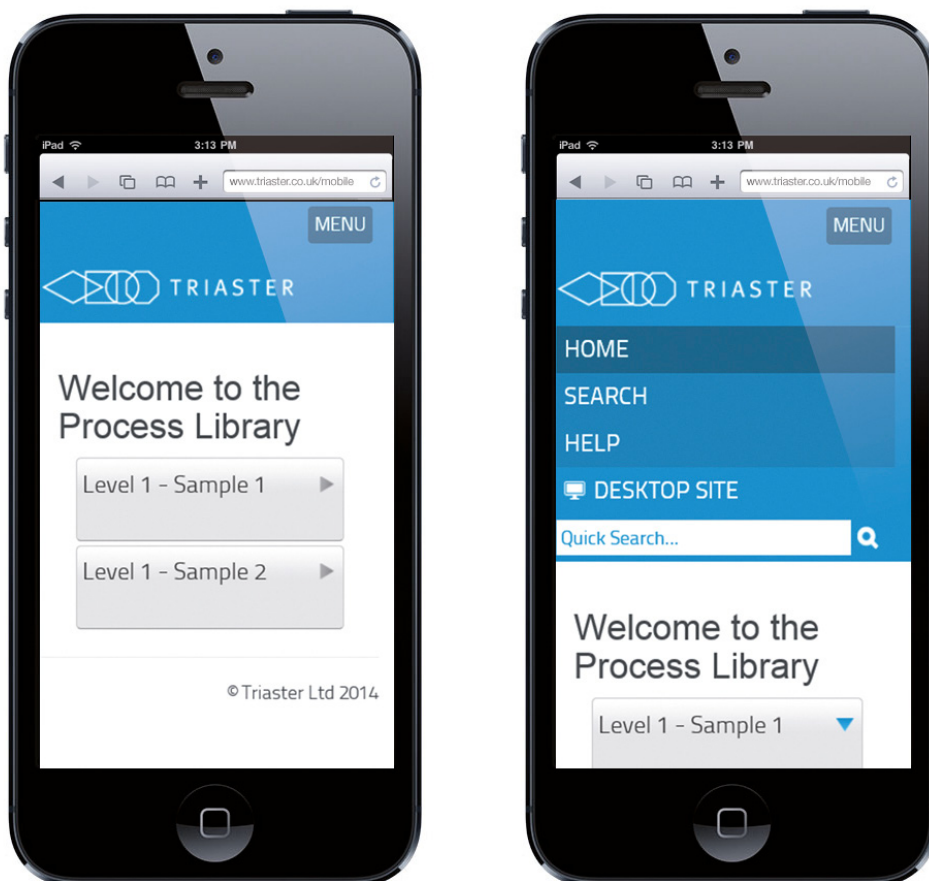 iPad 3:13 PM
www.triaster.co.uk/mobile
MENU
TRIASTER
Welcome to the
Process Library
Level 1 - Sample 1
Level 1 - Sample 2
© Triaster Ltd 2014
iPad 3:13 PM
www.triaster.co.uk/mobile
MENU
TRIASTER
HOME
SEARCH
HELP
DESKTOP SITE
Quick Search...
Welcome to the
Process Library
Level 1 - Sample 1